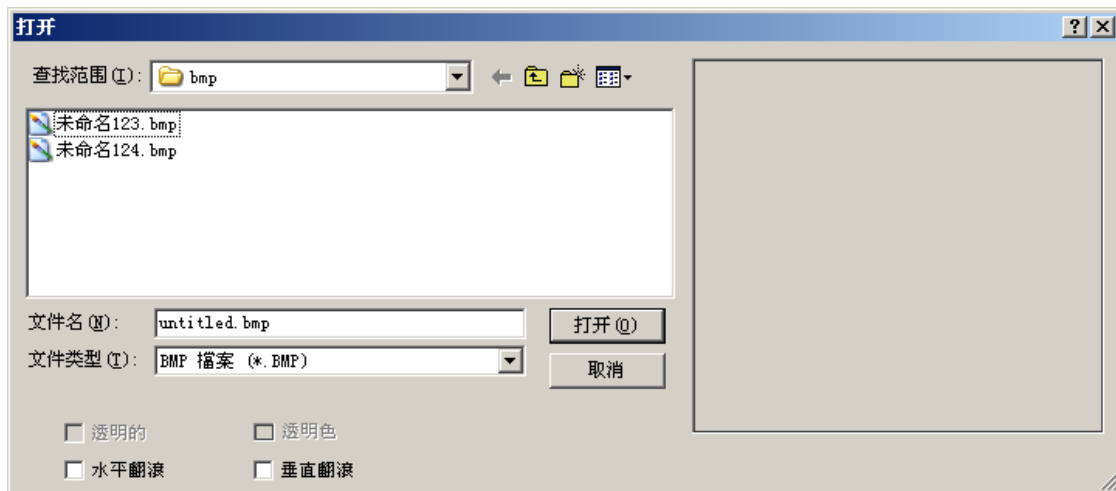 打开
查找范围(I): bmp
未命名123.bmp
未命名124.bmp
文件名(N): untitled.bmp 打开(O)
文件类型(T): BMP 檔案 (*.BMP) 取消
透明的 透明色
水平翻滾 垂直翻滾